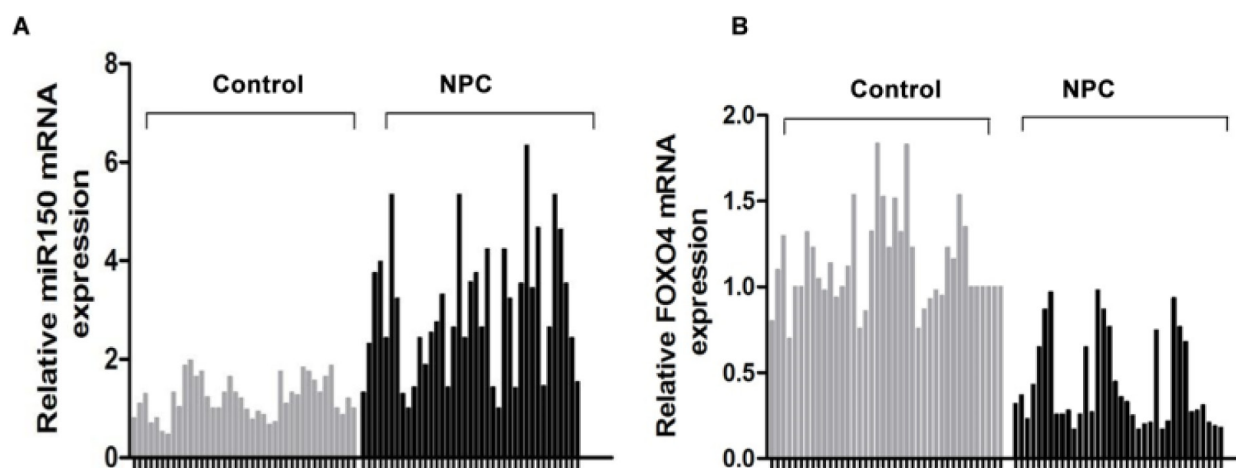 A
Relative miR150 mRNA
expression
8
6
4
2
0
Control
NPC
B
Relative FOXO4 mRNA
expression
2.0
1.5
1.0
0.5
0.0
Control
NPC